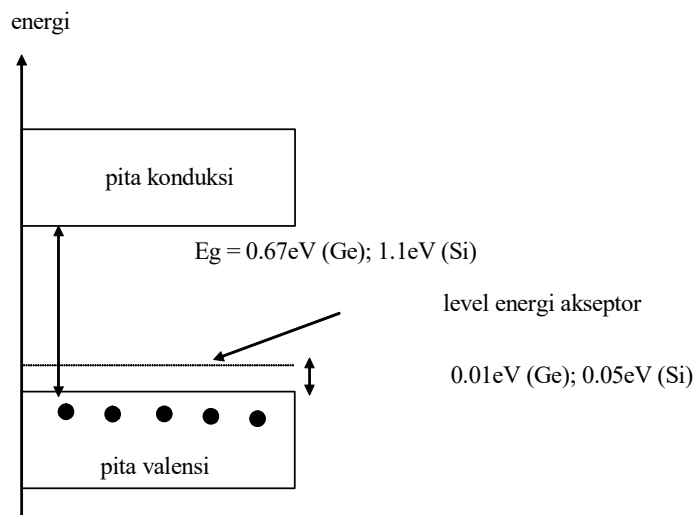 energi
pita konduksi
Eg = 0.67eV (Ge); 1.1eV (Si)
level energi akseptor
0.01eV (Ge); 0.05eV (Si)
pita valensi